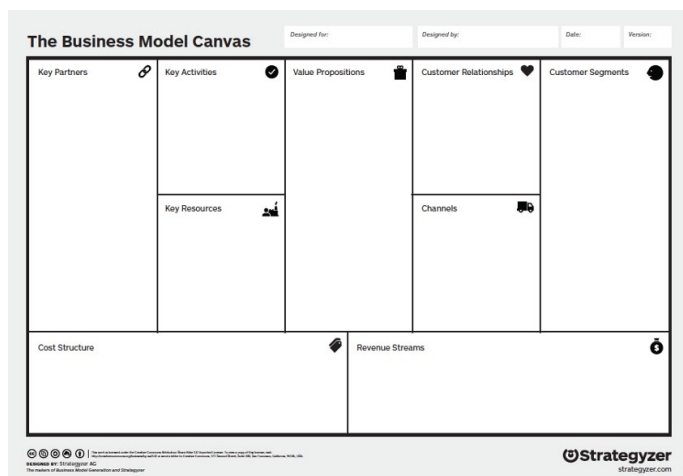 The Business Model Canvas
Designed for:
Designed by:
Date:
Version:
Key Partners
Key Activities
Value Propositions
Customer Relationships
Customer Segments
Key Resources
Channels
Cost Structure
Revenue Streams
DESIGNED BY: Strategyzer AG
The makers of Business Model Generation and Strategyzer
Strategyzer
strategyzer.com